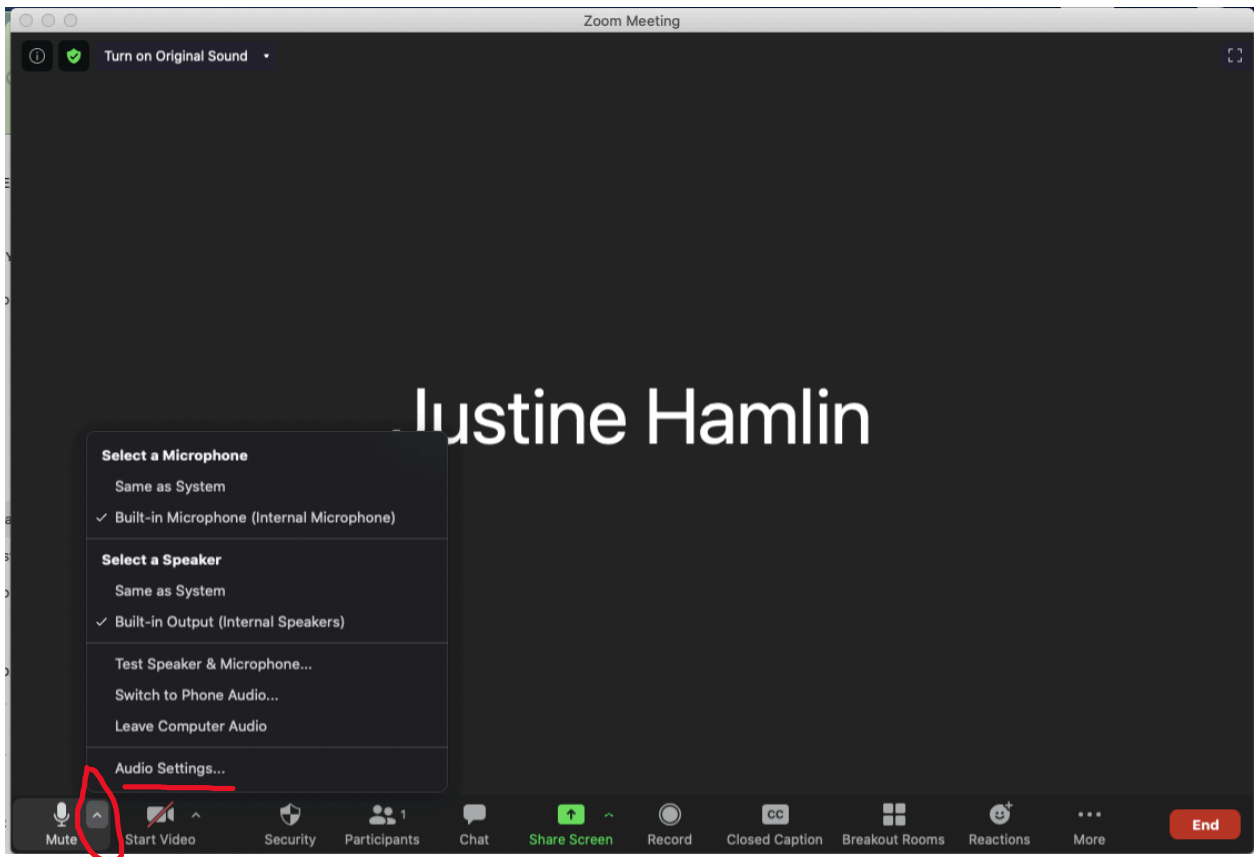 Zoom Meeting
Turn on Original Sound
Justine Hamlin
Select a Microphone
Same as System
Built-in Microphone (Internal Microphone)
Select a Speaker
Same as System
Built-in Output (Internal Speakers)
Test Speaker & Microphone...
Switch to Phone Audio...
Leave Computer Audio
Audio Settings...
1
CC
Mute Start Video Security Participants Chat Share Screen Record Closed Caption Breakout Rooms Reactions More End